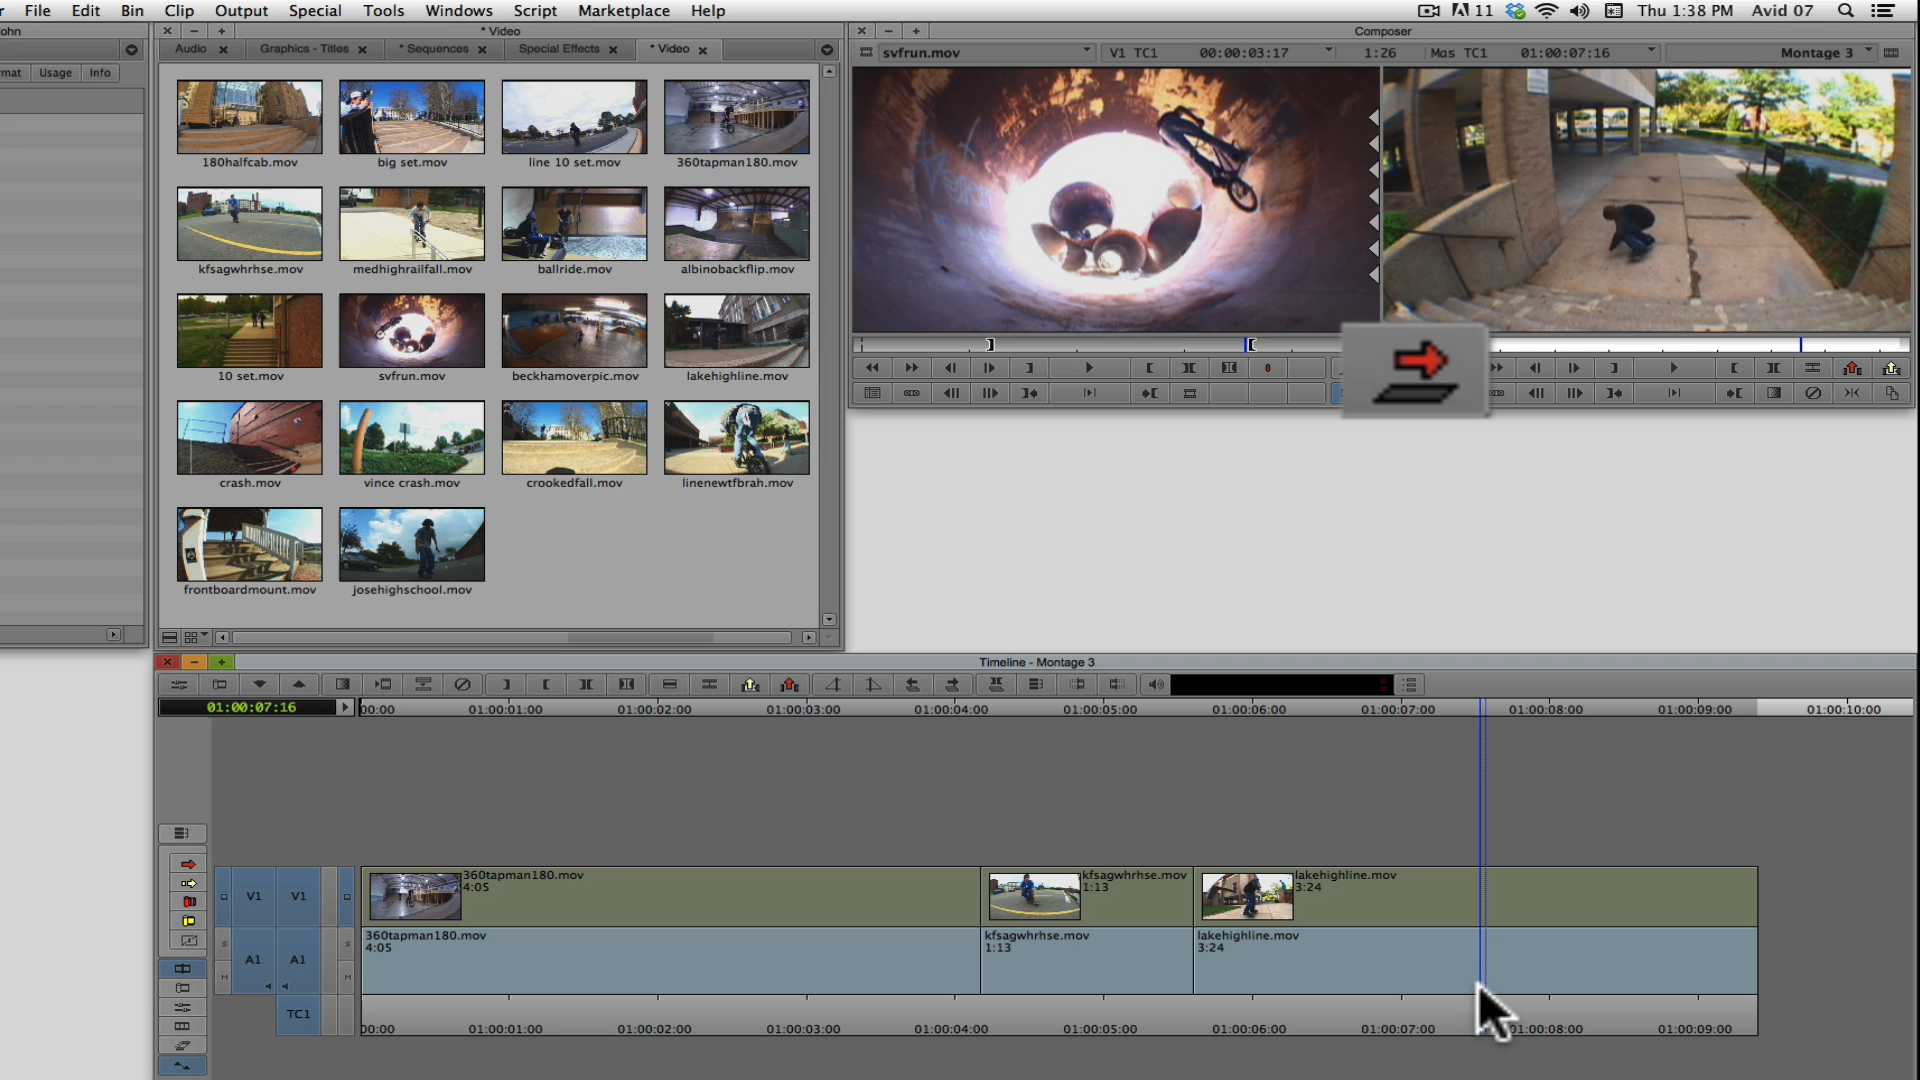 File Edit Bin Clip Output Special Tools Windows Script Marketplace Help
11 Thu 1:38 PM Avid 07
ohn
* Video
Composer
Audio Graphics - Titles * Sequences Special Effects * Video
svfrun.mov V1 TC1 00:00:03:17 1:26 Mas TC1 01:00:07:16 Montage 3
mat Usage Info
180halfcab.mov big set.mov line 10 set.mov 360tapman180.mov
kfsagwhrhse.mov medhighrailfall.mov ballride.mov albinobackflip.mov
10 set.mov svfrun.mov beckhamoverpic.mov lakehighline.mov
crash.mov vince crash.mov crookedfall.mov linenewtfbrah.mov
frontboardmount.mov josehighschool.mov
Timeline - Montage 3
01:00:07:16 00:00 01:00:01:00 01:00:02:00 01:00:03:00 01:00:04:00 01:00:05:00 01:00:06:00 01:00:07:00 01:00:08:00 01:00:09:00 01:00:10:00
V1 V1 360tapman180.mov kfsagwhrhse.mov lakehighline.mov
4:05 1:13 3:24
S S
A1 A1 360tapman180.mov kfsagwhrhse.mov lakehighline.mov
4:05 1:13 3:24
M M
TC1
00:00 01:00:01:00 01:00:02:00 01:00:03:00 01:00:04:00 01:00:05:00 01:00:06:00 01:00:07:00 01:00:08:00 01:00:09:00